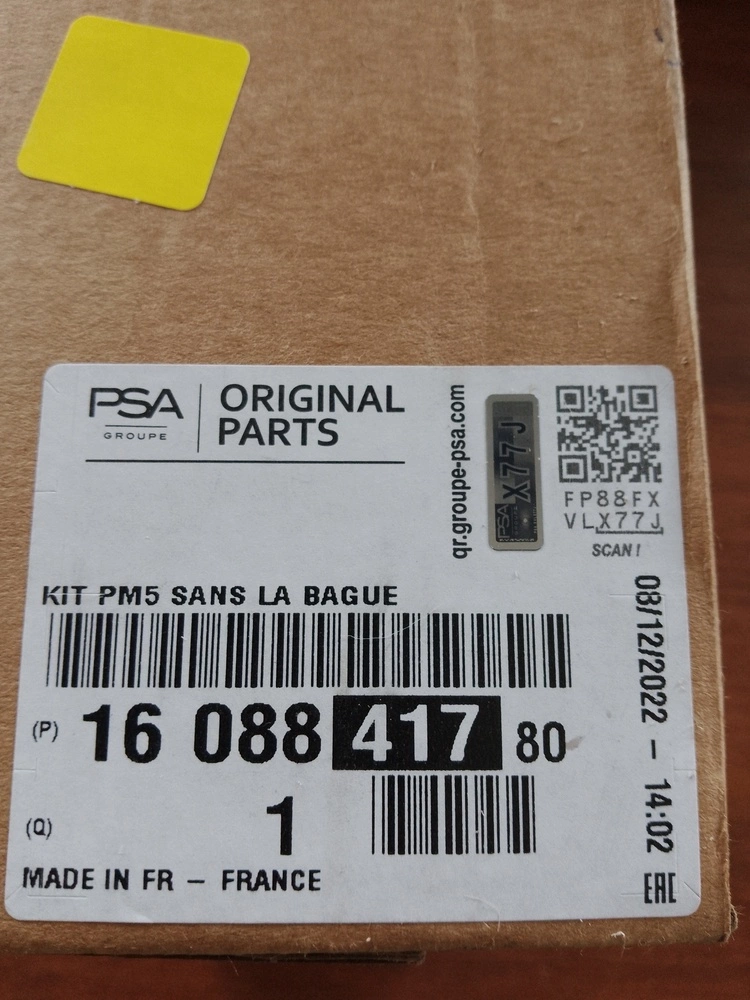 PSA
GROUPE
ORIGINAL
PARTS
qr.groupe-psa.com
PSA
X77J
FP88FX
VLX77J
SCAN!
KIT PM5 SANS LA BAGUE
(P) 16 088 417 80
(Q) 1
MADE IN FR – FRANCE
08/12/2022 – 14:02
EAC